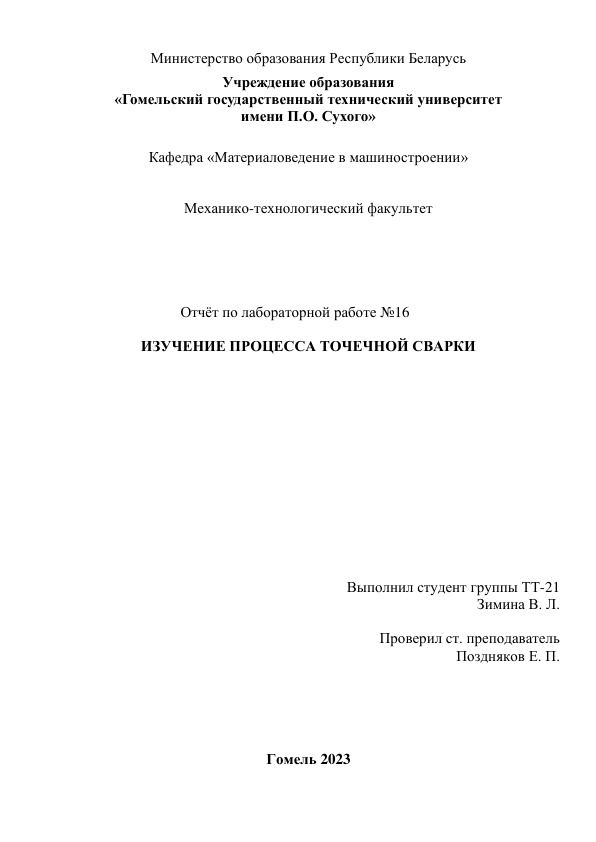 Министерство образования Республики Беларусь
Учреждение образования
«Гомельский государственный технический университет
имени П.О. Сухого»
Кафедра «Материаловедение в машиностроении»
Механико-технологический факультет
Отчёт по лабораторной работе №16
ИЗУЧЕНИЕ ПРОЦЕССА ТОЧЕЧНОЙ СВАРКИ
Выполнил студент группы ТТ-21
Зимина В. Л.
Проверил ст. преподаватель
Поздняков Е. П.
Гомель 2023